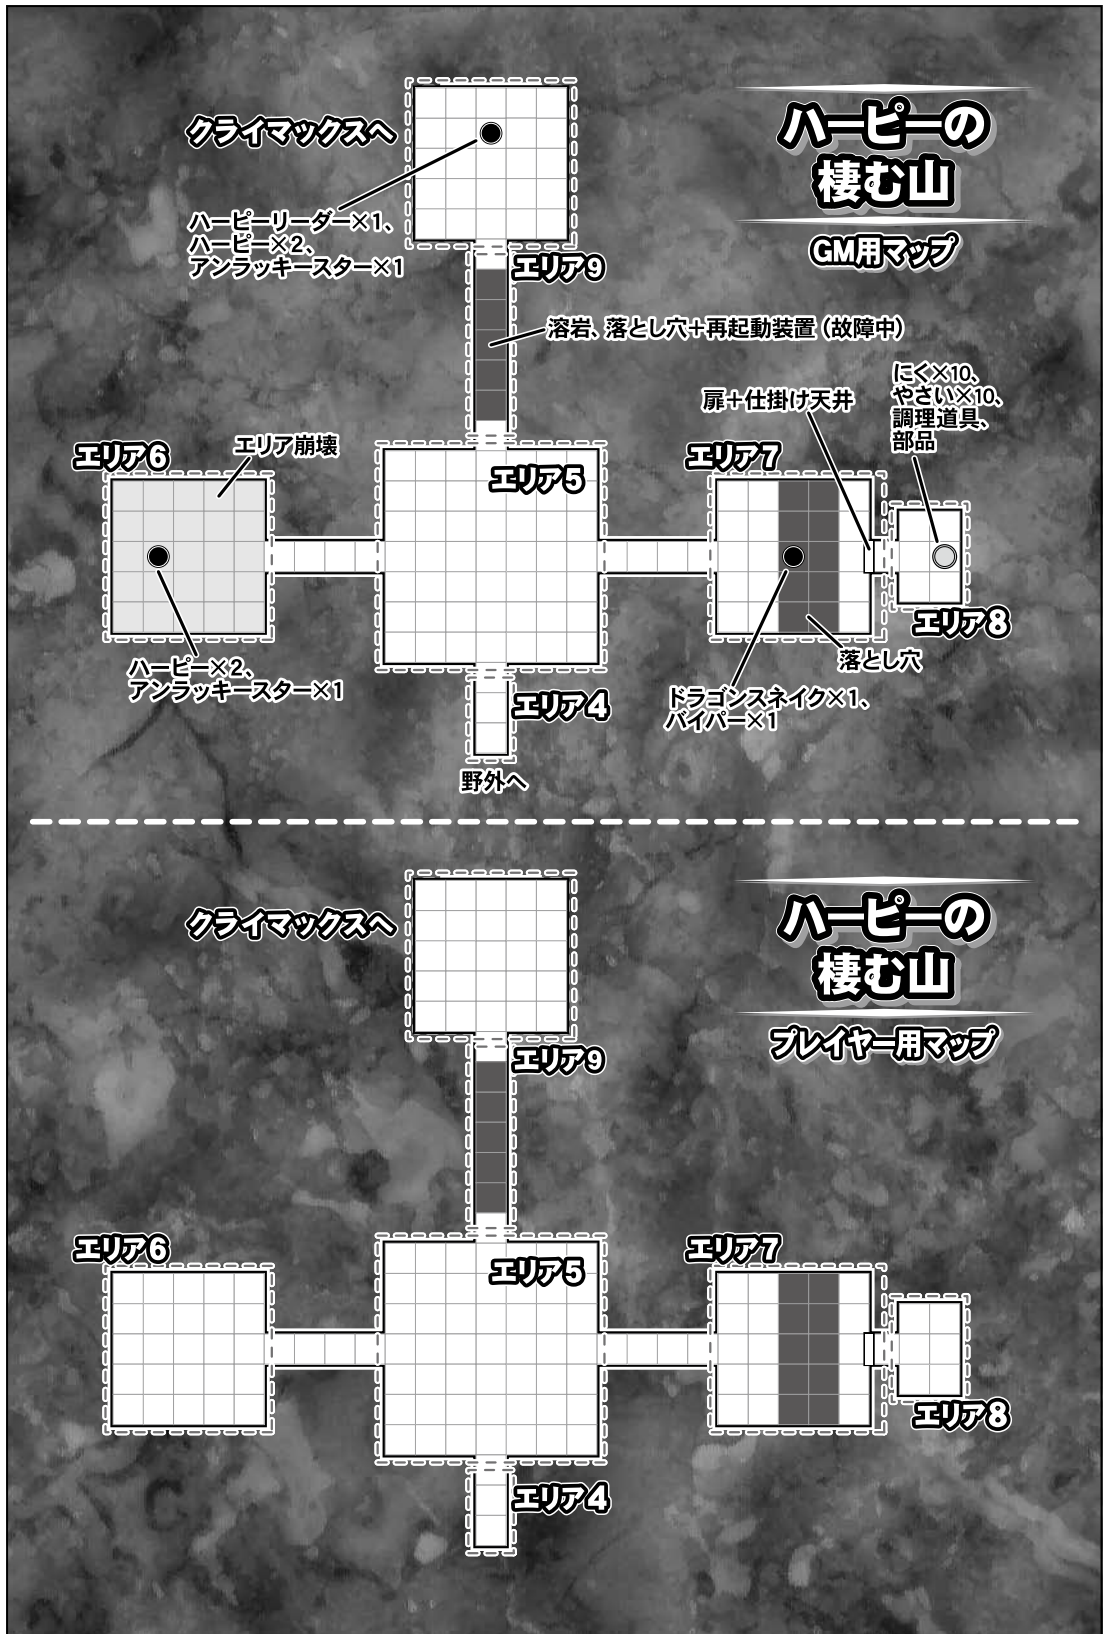 ハーピーの
棲む山
GM用マップ
クライマックスへ
ハーピーリーダー×1、
ハーピー×2、
アンラッキースター×1
エリア9
溶岩、落とし穴＋再起動装置（故障中）
にく×10、
やさい×10、
調理道具、
部品
扉＋仕掛け天井
エリア6
エリア崩壊
エリア5
エリア7
エリア8
落とし穴
ハーピー×2、
アンラッキースター×1
ドラゴンスネイク×1、
バイパー×1
エリア4
野外へ
ハーピーの
棲む山
プレイヤー用マップ
クライマックスへ
エリア9
エリア6
エリア5
エリア7
エリア8
エリア4